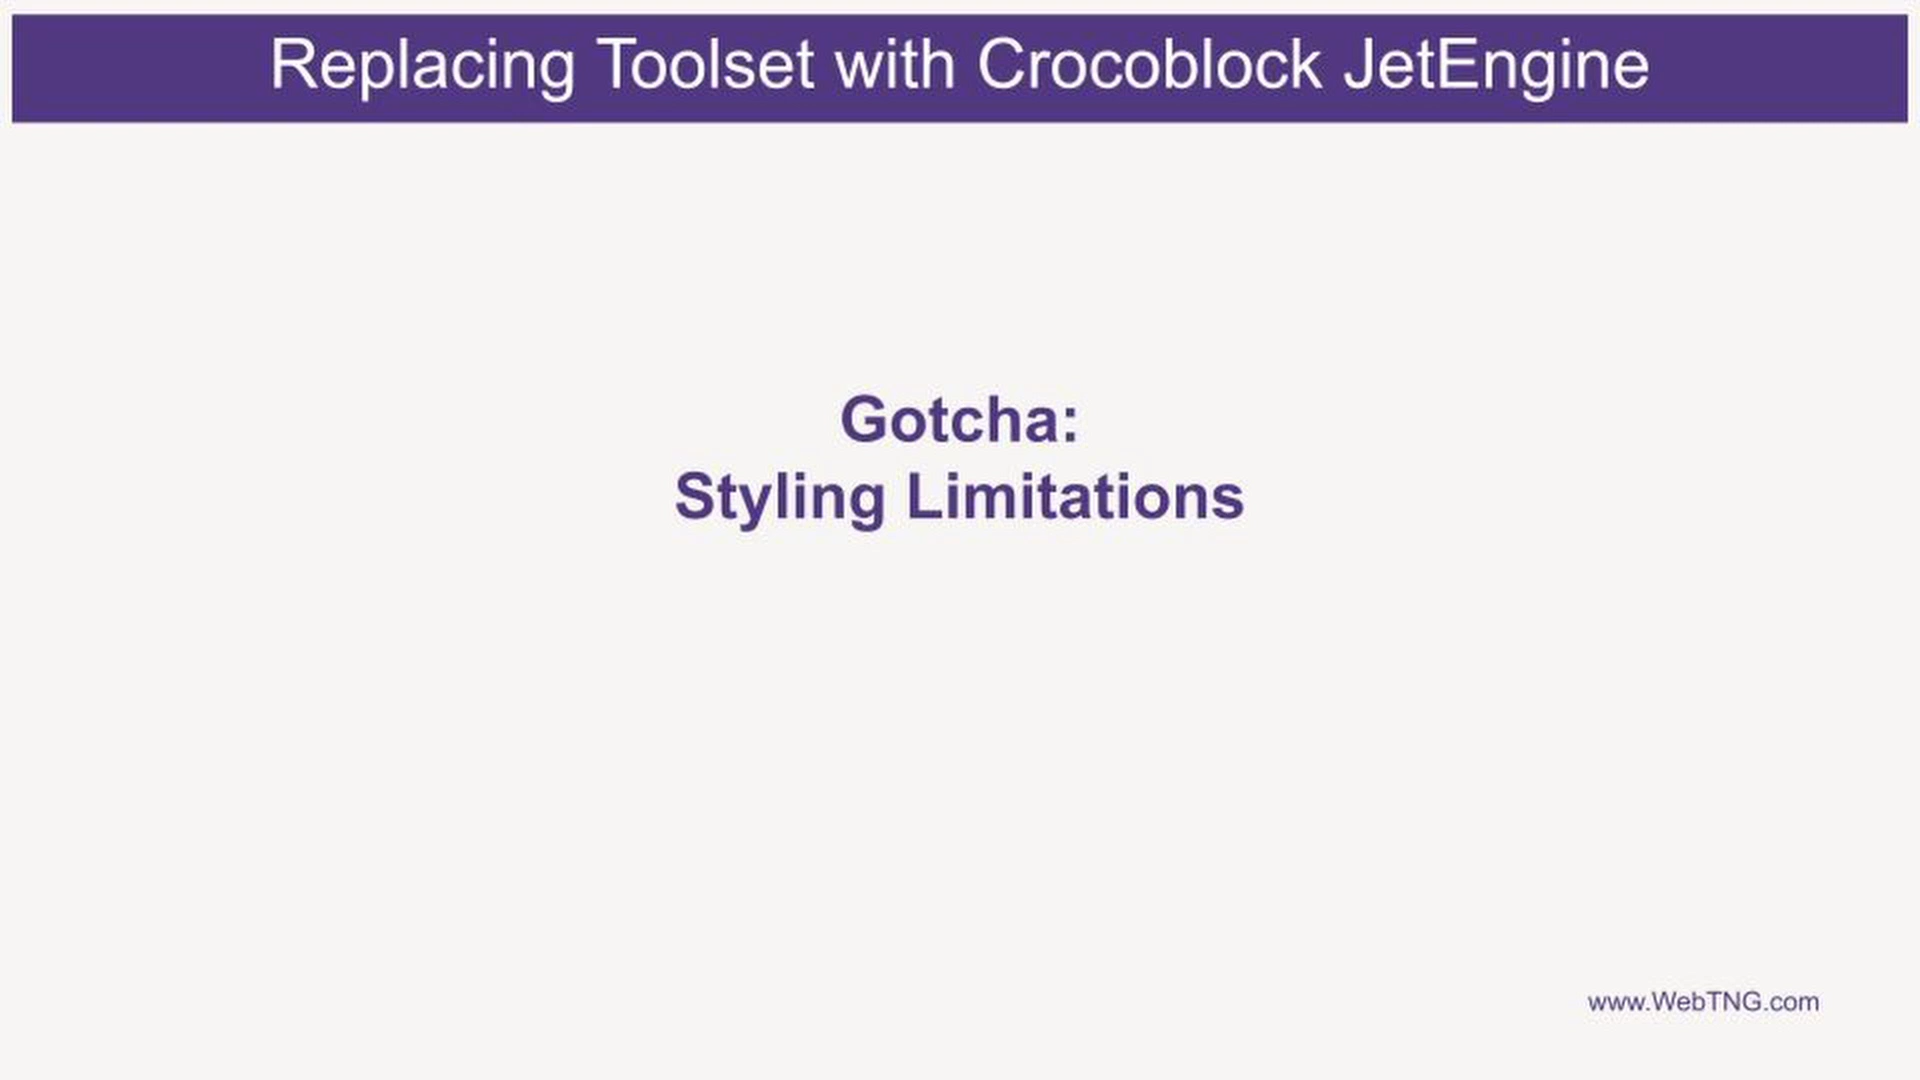 Replacing Toolset with Crocoblock JetEngine
Gotcha:
Styling Limitations
www.WebTNG.com